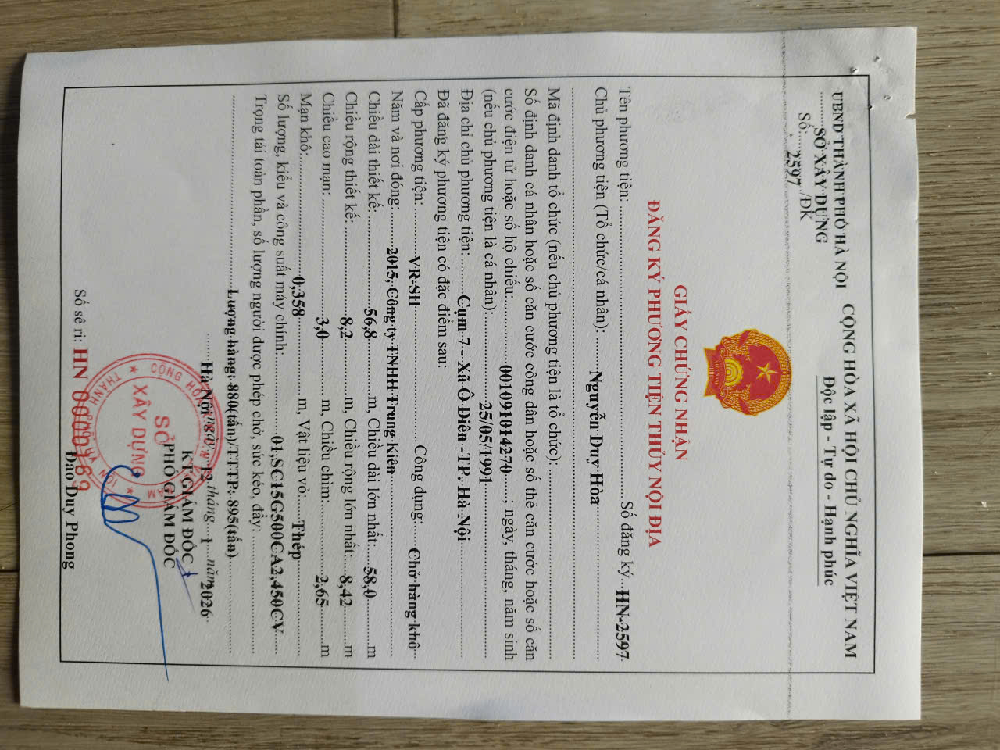 UBND THÀNH PHỐ HÀ NỘI
SỞ XÂY DỰNG
Số: 2597 /ĐK
CỘNG HÒA XÃ HỘI CHỦ NGHĨA VIỆT NAM
Độc lập - Tự do - Hạnh phúc
GIẤY CHỨNG NHẬN
ĐĂNG KÝ PHƯƠNG TIỆN THỦY NỘI ĐỊA
Tên phương tiện: Số đăng ký HN-2597
Chủ phương tiện (Tổ chức/cá nhân): Nguyễn Duy Hòa
Mã định danh tổ chức (nếu chủ phương tiện là tổ chức):
Số định danh cá nhân hoặc số căn cước công dân hoặc số thẻ căn cước hoặc số căn
cước điện tử hoặc số hộ chiếu: 001091014270 ; ngày, tháng, năm sinh
(nếu chủ phương tiện là cá nhân) 25/05/1991
Địa chỉ chủ phương tiện: Cụm 7 – Xã Ô Diên -TP. Hà Nội
Đã đăng ký phương tiện có đặc điểm sau:
Cấp phương tiện: VR-SII Công dụng: Chở hàng khô
Năm và nơi đóng: 2015, Công ty TNHH Trung Kiên
Chiều dài thiết kế: 56,8 m, Chiều dài lớn nhất: 58,0 m
Chiều rộng thiết kế: 8,2 m, Chiều rộng lớn nhất: 8,42 m
Chiều cao mạn: 3,0 m, Chiều chìm: 2,65 m
Mạn khô: 0,358 m, Vật liệu vỏ: Thép
Số lượng, kiểu và công suất máy chính: 01,SC15G500CA2,450CV
Trọng tải toàn phần, số lượng người được phép chở, sức kéo, đẩy:
Lượng hàng: 880(tấn)/TTTP: 895(tấn)
Hà Nội, ngày 12 tháng 1 năm 2026
KT. GIÁM ĐỐC
PHÓ GIÁM ĐỐC
SỞ
XÂY DỰNG
Đào Duy Phong
Số sê ri: HN 0000169